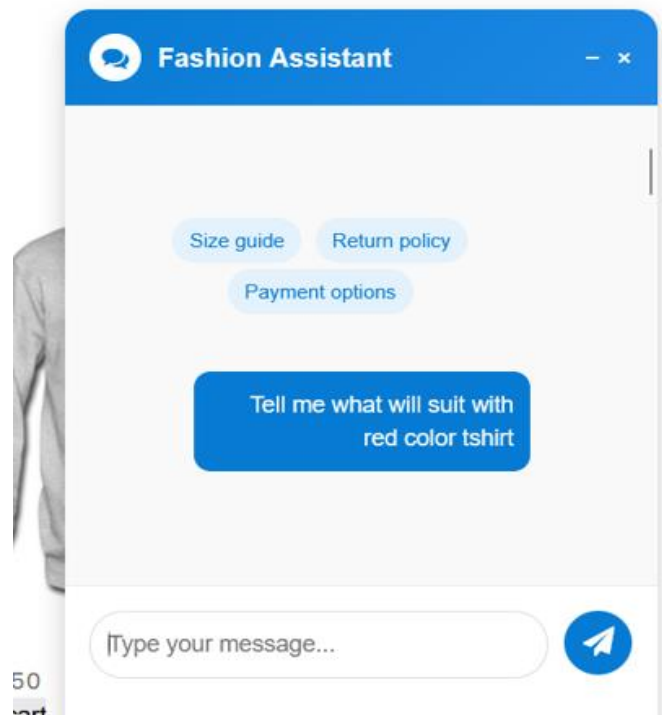 Fashion Assistant
Size guide
Return policy
Payment options
Tell me what will suit with
red color tshirt
Type your message...
50